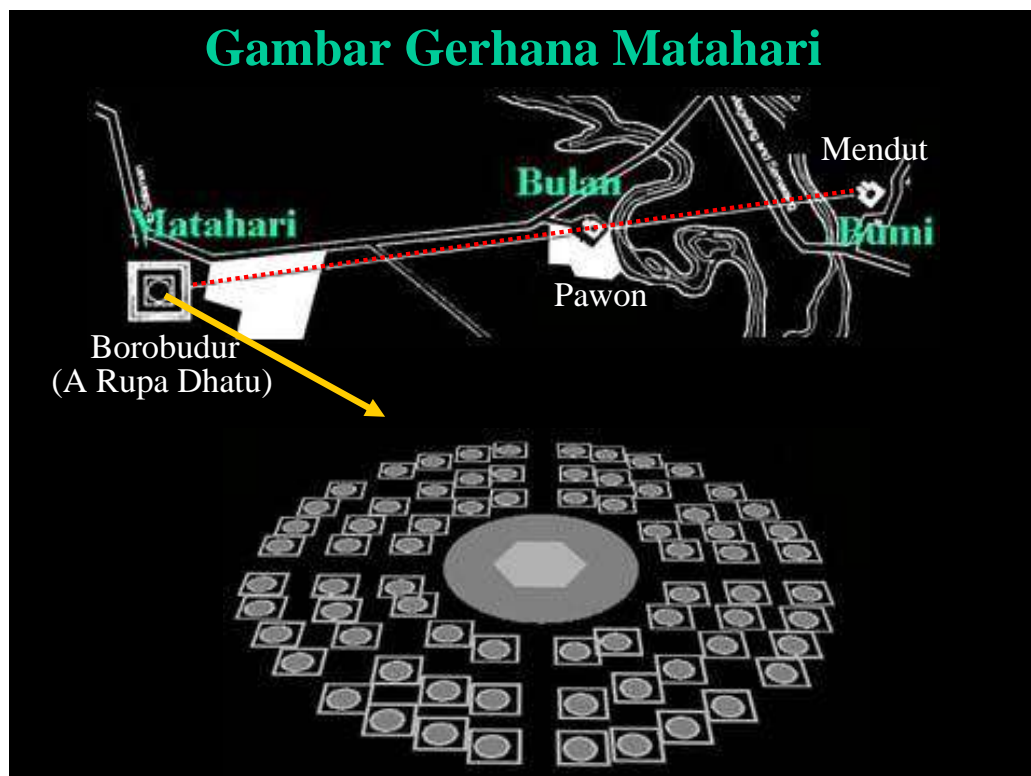 Gambar Gerhana Matahari
Mendut
Bulan
Matahari
Bumi
Pawon
Borobudur
(A Rupa Dhatu)